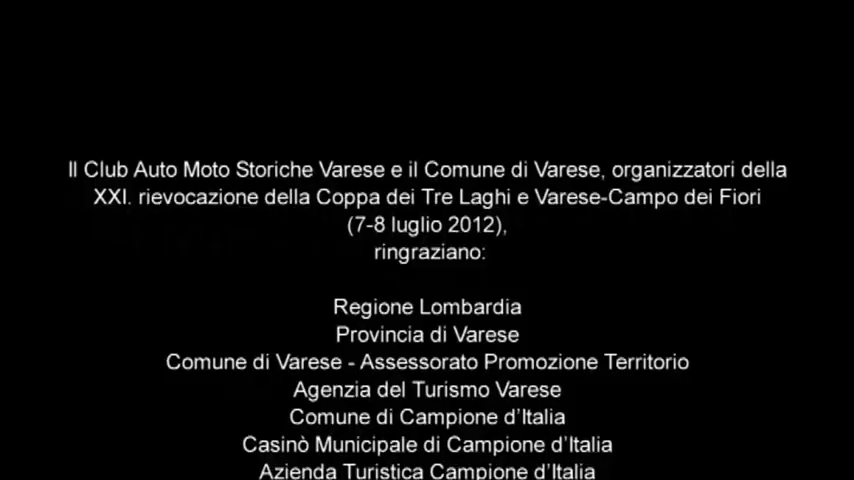 Il Club Auto Moto Storiche Varese e il Comune di Varese, organizzatori della
XXI. rievocazione della Coppa dei Tre Laghi e Varese-Campo dei Fiori
(7-8 luglio 2012),
ringraziano:
Regione Lombardia
Provincia di Varese
Comune di Varese - Assessorato Promozione Territorio
Agenzia del Turismo Varese
Comune di Campione d’Italia
Casinò Municipale di Campione d’Italia
Azienda Turistica Campione d’Italia